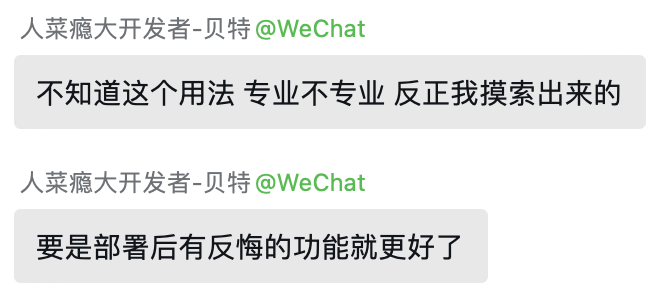 人菜瘾大开发者-贝特@WeChat
不知道这个用法 专业不专业 反正我摸索出来的
人菜瘾大开发者-贝特@WeChat
要是部署后有反悔的功能就更好了